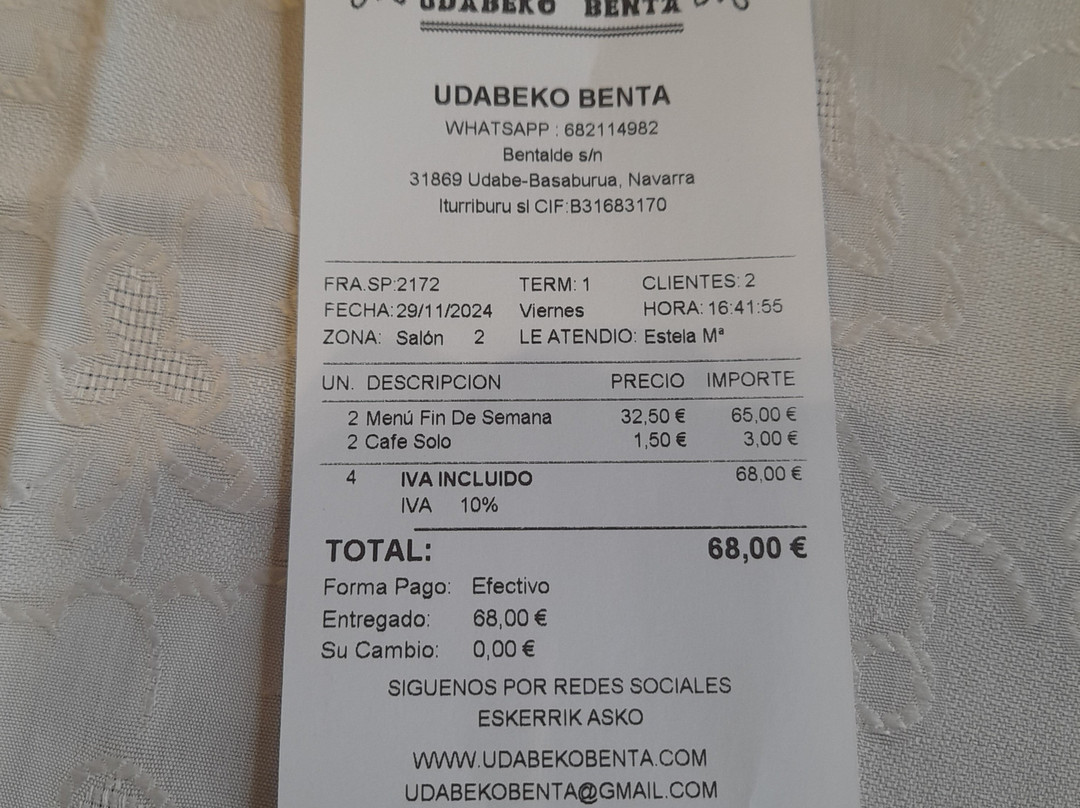 UDABEKO BENTA
UDABEKO BENTA
WHATSAPP : 682114982
Bentalde s/n
31869 Udabe-Basaburua, Navarra
Iturriburu sl CIF:B31683170
FRA.SP:2172 TERM: 1 CLIENTES: 2
FECHA: 29/11/2024 Viernes HORA: 16:41:55
ZONA: Salón 2 LE ATENDIO: Estela Mª
UN. DESCRIPCION PRECIO IMPORTE
2 Menú Fin De Semana 32,50 € 65,00 €
2 Cafe Solo 1,50 € 3,00 €
4 IVA INCLUIDO 68,00 €
IVA 10%
TOTAL: 68,00 €
Forma Pago: Efectivo
Entregado: 68,00 €
Su Cambio: 0,00 €
SIGUENOS POR REDES SOCIALES
ESKERRIK ASKO
WWW.UDABEKOBENTA.COM
UDABEKOBENTA@GMAIL.COM